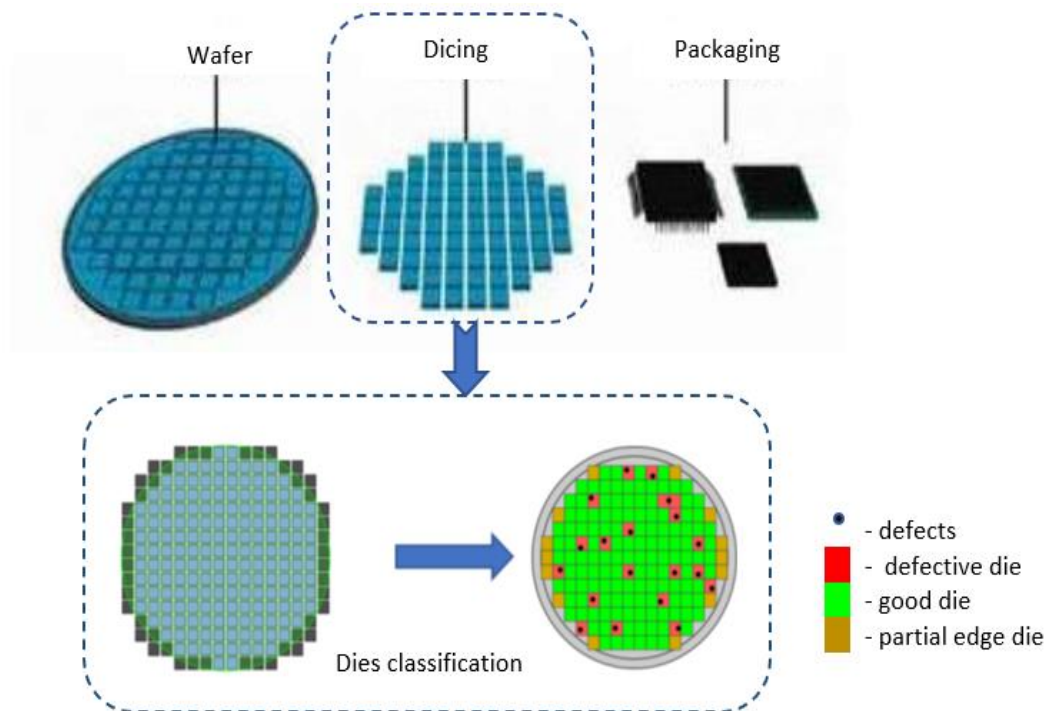 Wafer
Dicing
Packaging
- defects
- defective die
- good die
- partial edge die
Dies classification